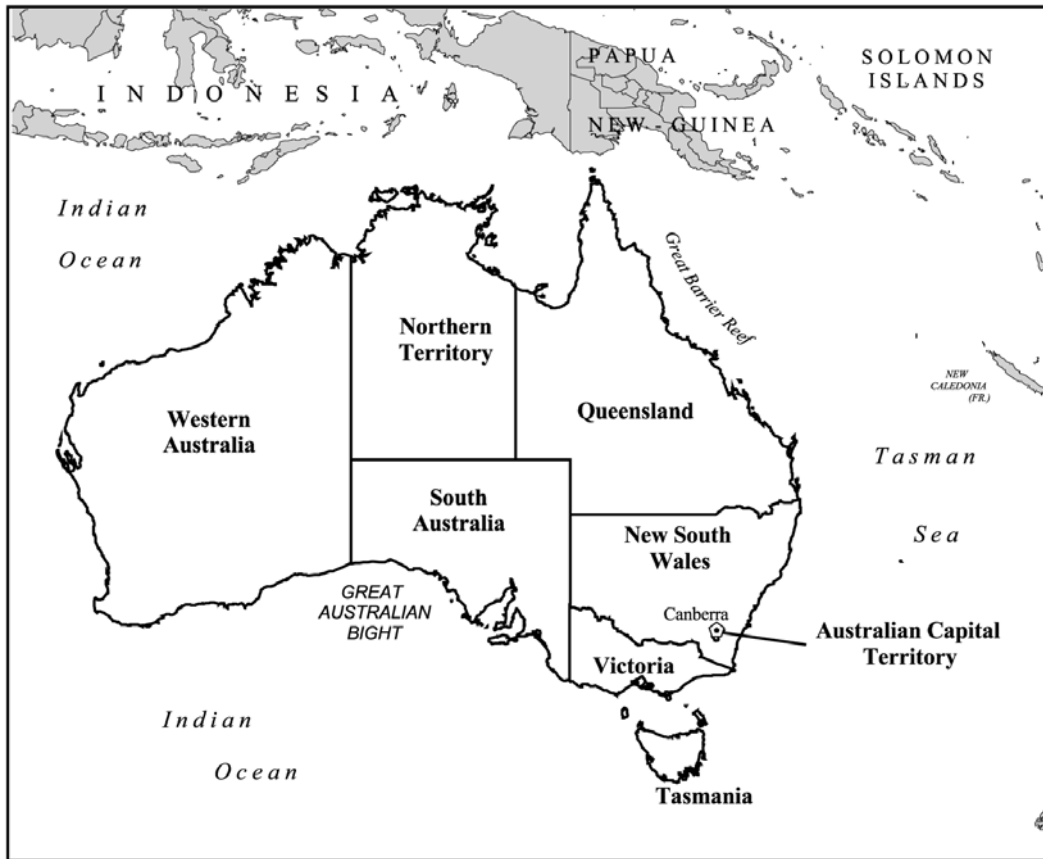 PAPUA
NEW - GUINEA
SOLOMON
ISLANDS
INDONESIA
Indian
Ocean
Great Barrier Reef
Northern
Territory
NEW
CALEDONIA
(FR.)
Western
Australia
Queensland
Tasman
Sea
South
Australia
New South
Wales
GREAT
AUSTRALIAN
BIGHT
Canberra
Australian Capital
Territory
Victoria
Indian
Ocean
Tasmania